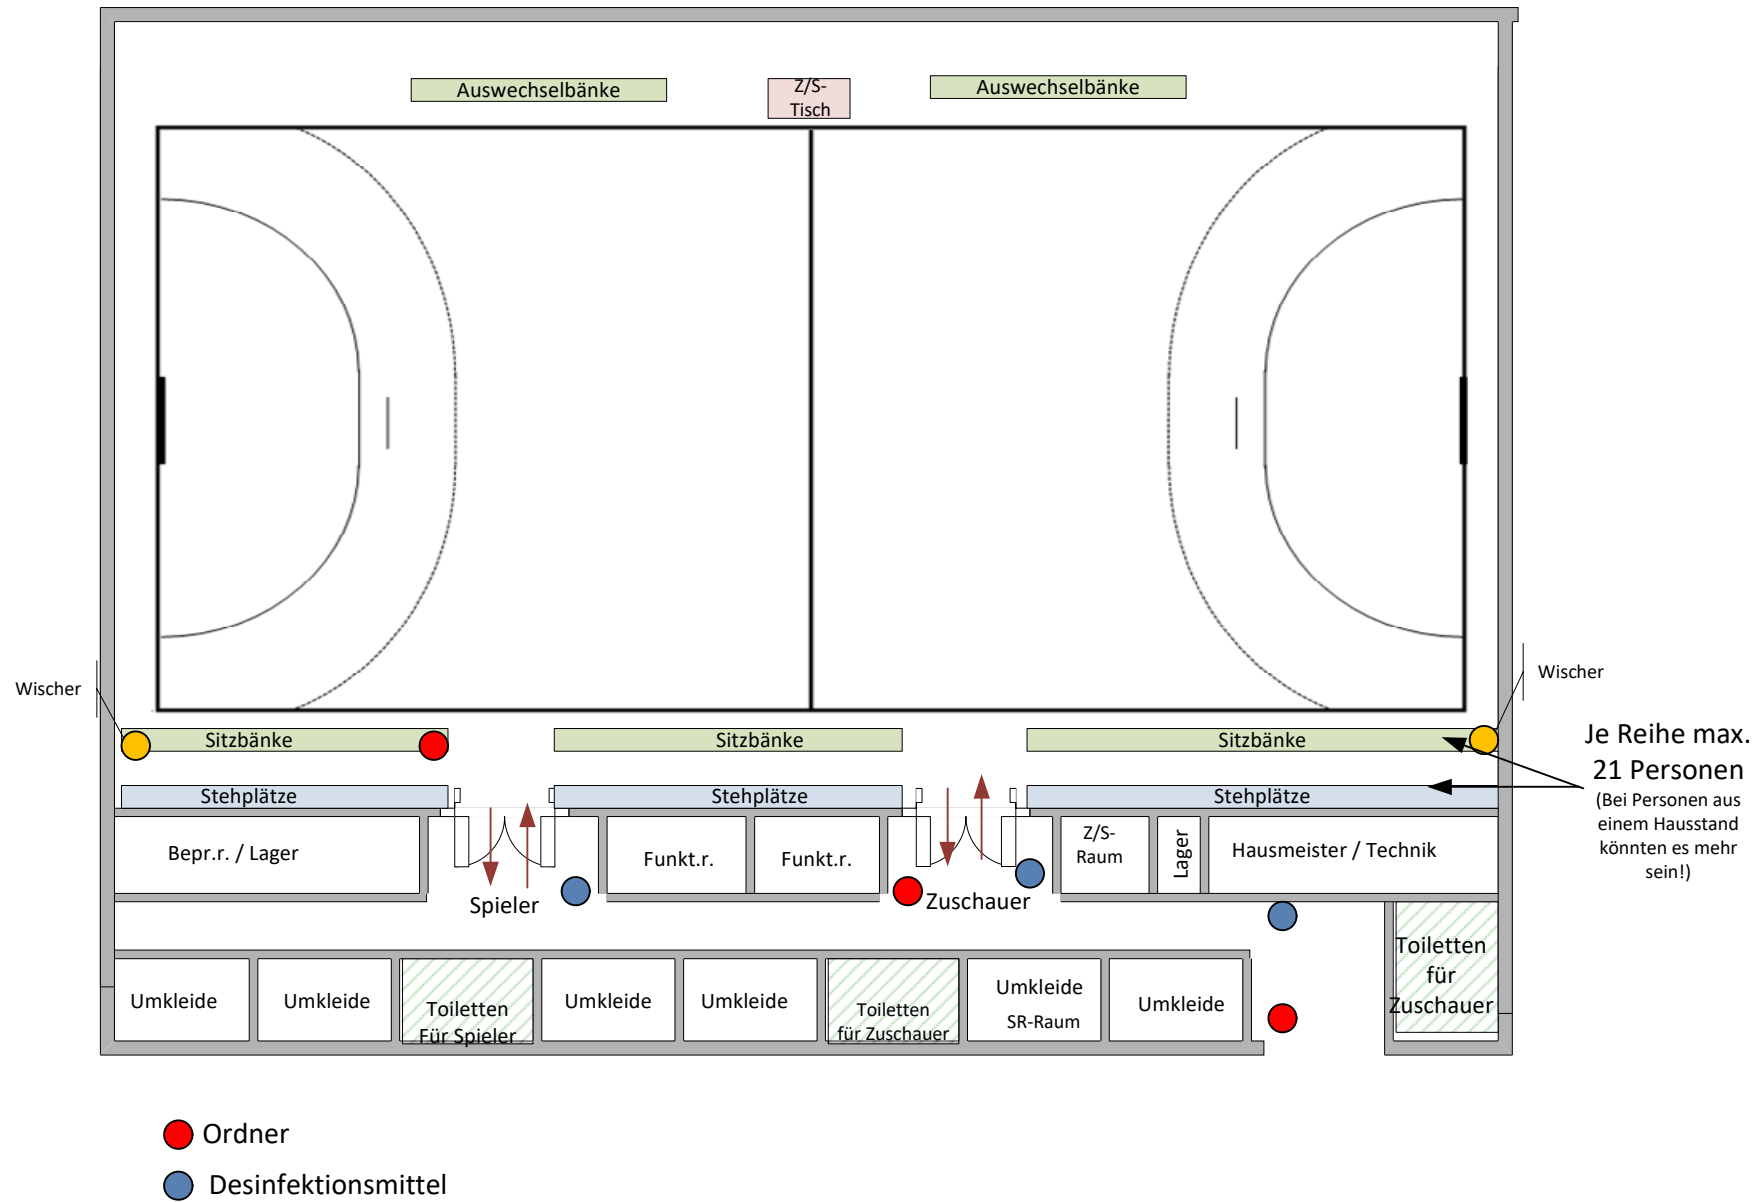 Auswechselbänke
Z/S-
Tisch
Auswechselbänke
Wischer
Wischer
Sitzbänke
Sitzbänke
Sitzbänke
Je Reihe max.
21 Personen
(Bei Personen aus
einem Hausstand
könnten es mehr
sein!)
Stehplätze
Stehplätze
Stehplätze
Bepr.r. / Lager
Funkt.r.
Funkt.r.
Z/S-
Raum
Lager
Hausmeister / Technik
Spieler
Zuschauer
Toiletten
für
Zuschauer
Umkleide
Umkleide
Toiletten
Für Spieler
Umkleide
Umkleide
Toiletten
für Zuschauer
Umkleide
SR-Raum
Umkleide
Ordner
Desinfektionsmittel